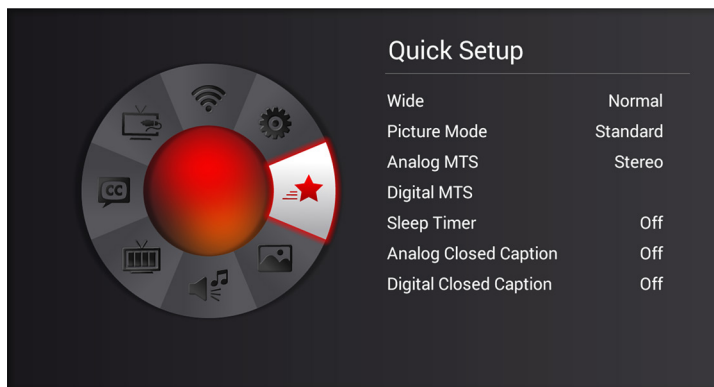 Quick Setup
Wide Normal
Picture Mode Standard
Analog MTS Stereo
Digital MTS
Sleep Timer Off
Analog Closed Caption Off
CC
Digital Closed Caption Off